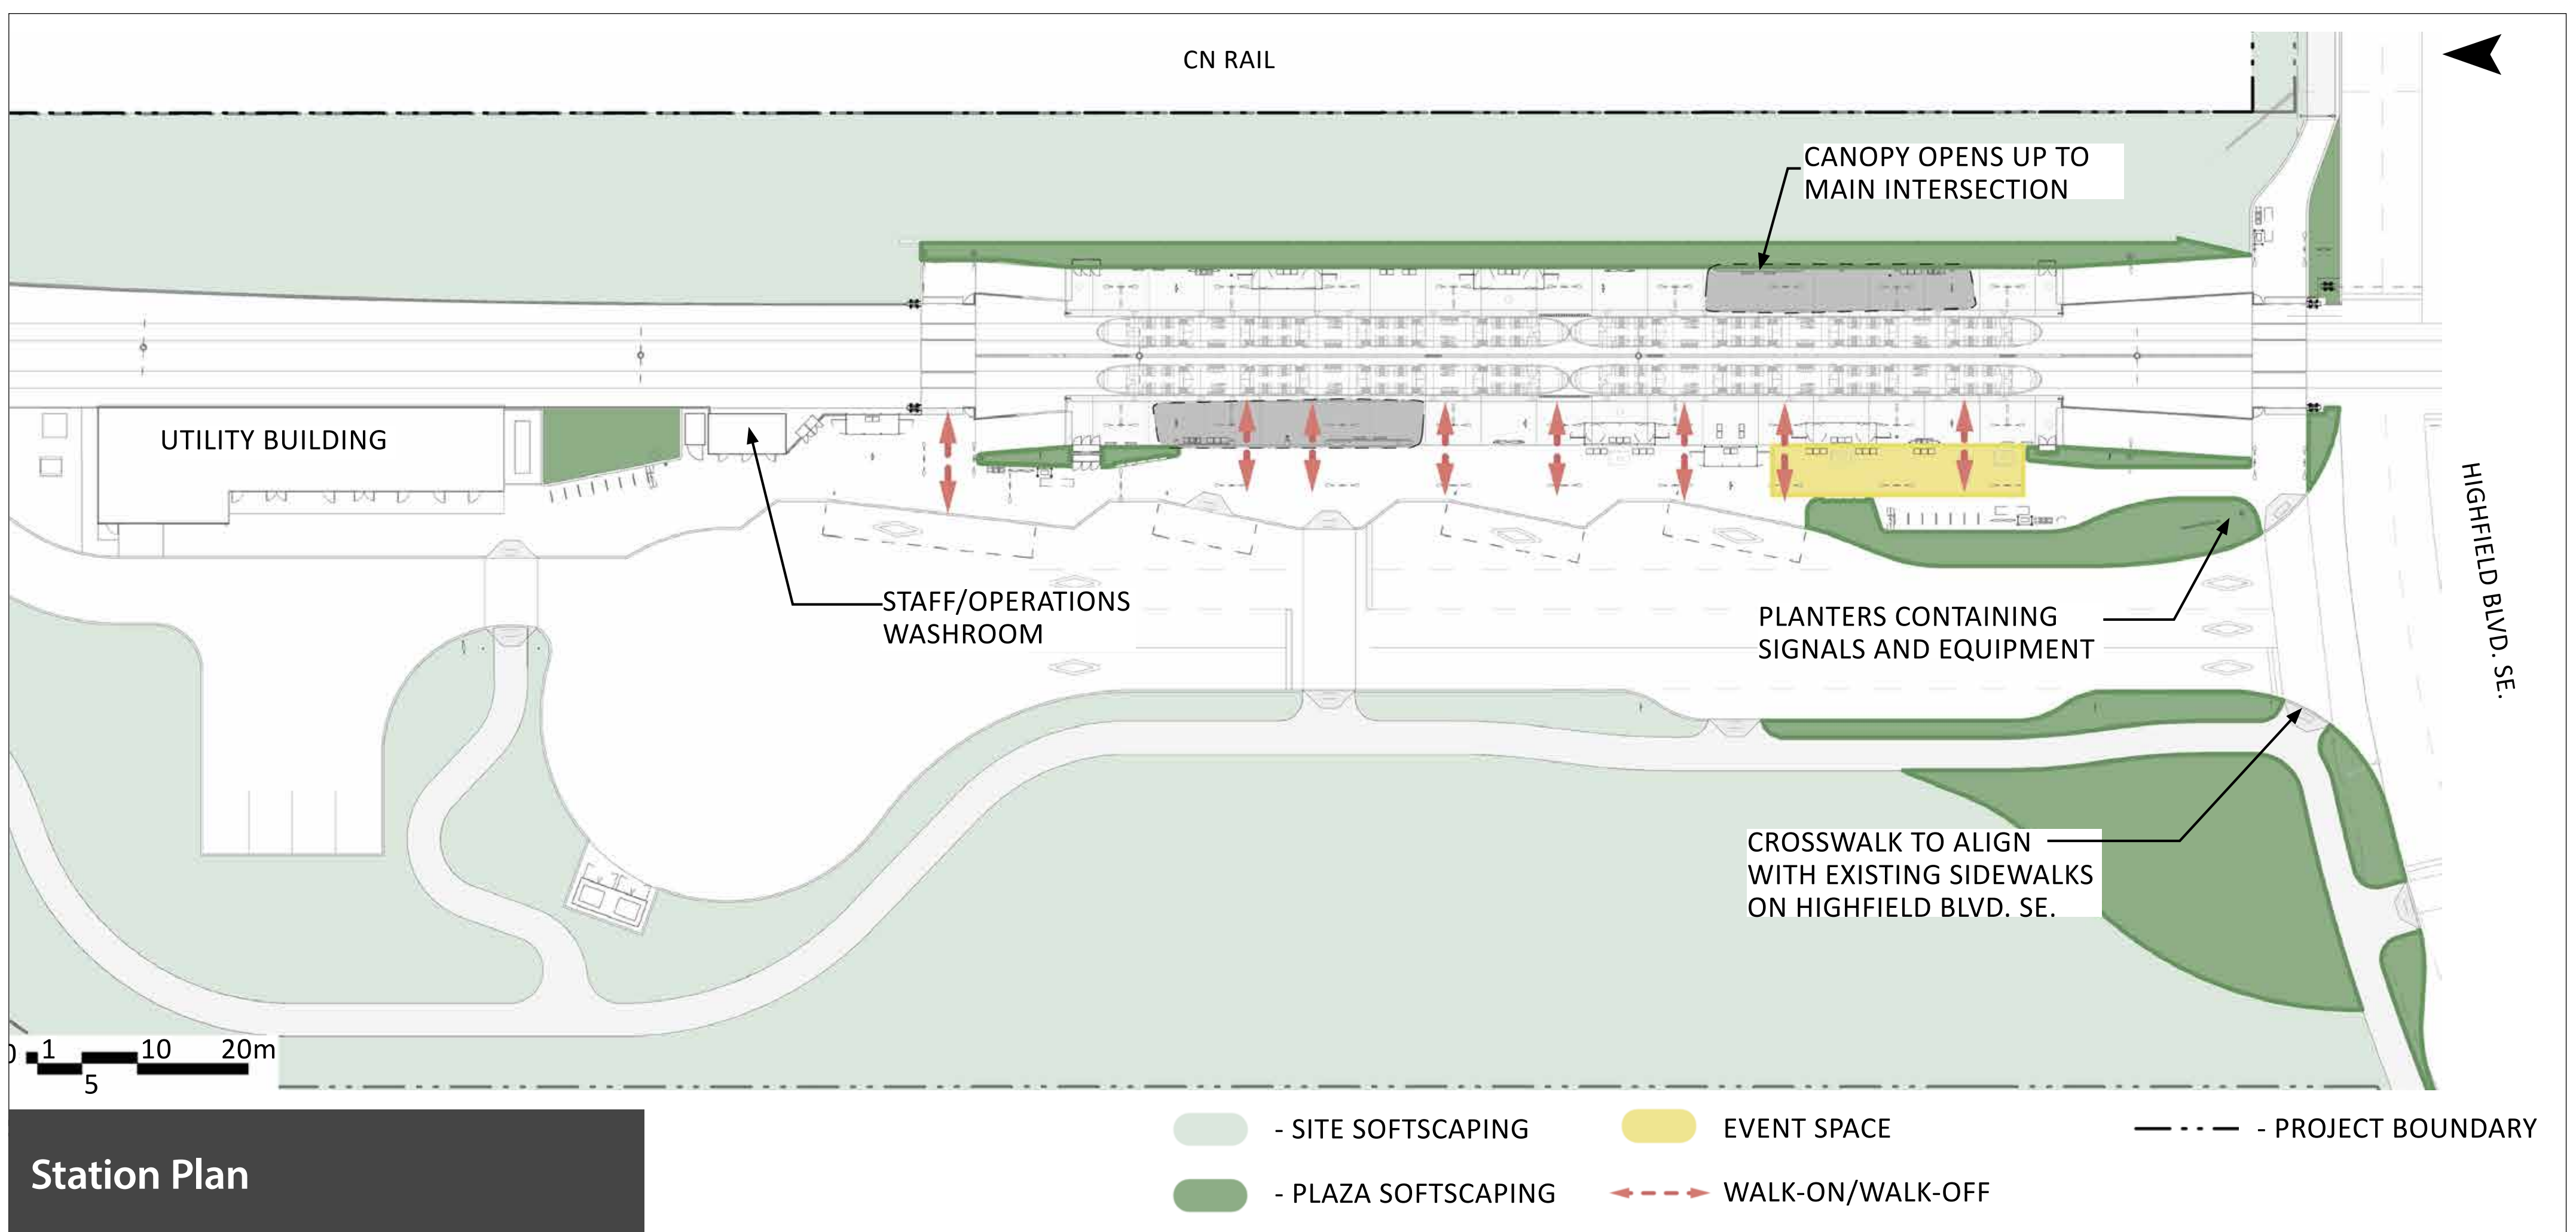 CN RAIL
CANOPY OPENS UP TO
MAIN INTERSECTION
UTILITY BUILDING
STAFF/OPERATIONS
WASHROOM
PLANTERS CONTAINING
SIGNALS AND EQUIPMENT
HIGHFIELD BLVD. SE.
CROSSWALK TO ALIGN
WITH EXISTING SIDEWALKS
ON HIGHFIELD BLVD. SE.
0 1 10 20m
5
Station Plan
- SITE SOFTSCAPING
EVENT SPACE
- PROJECT BOUNDARY
- PLAZA SOFTSCAPING
WALK-ON/WALK-OFF